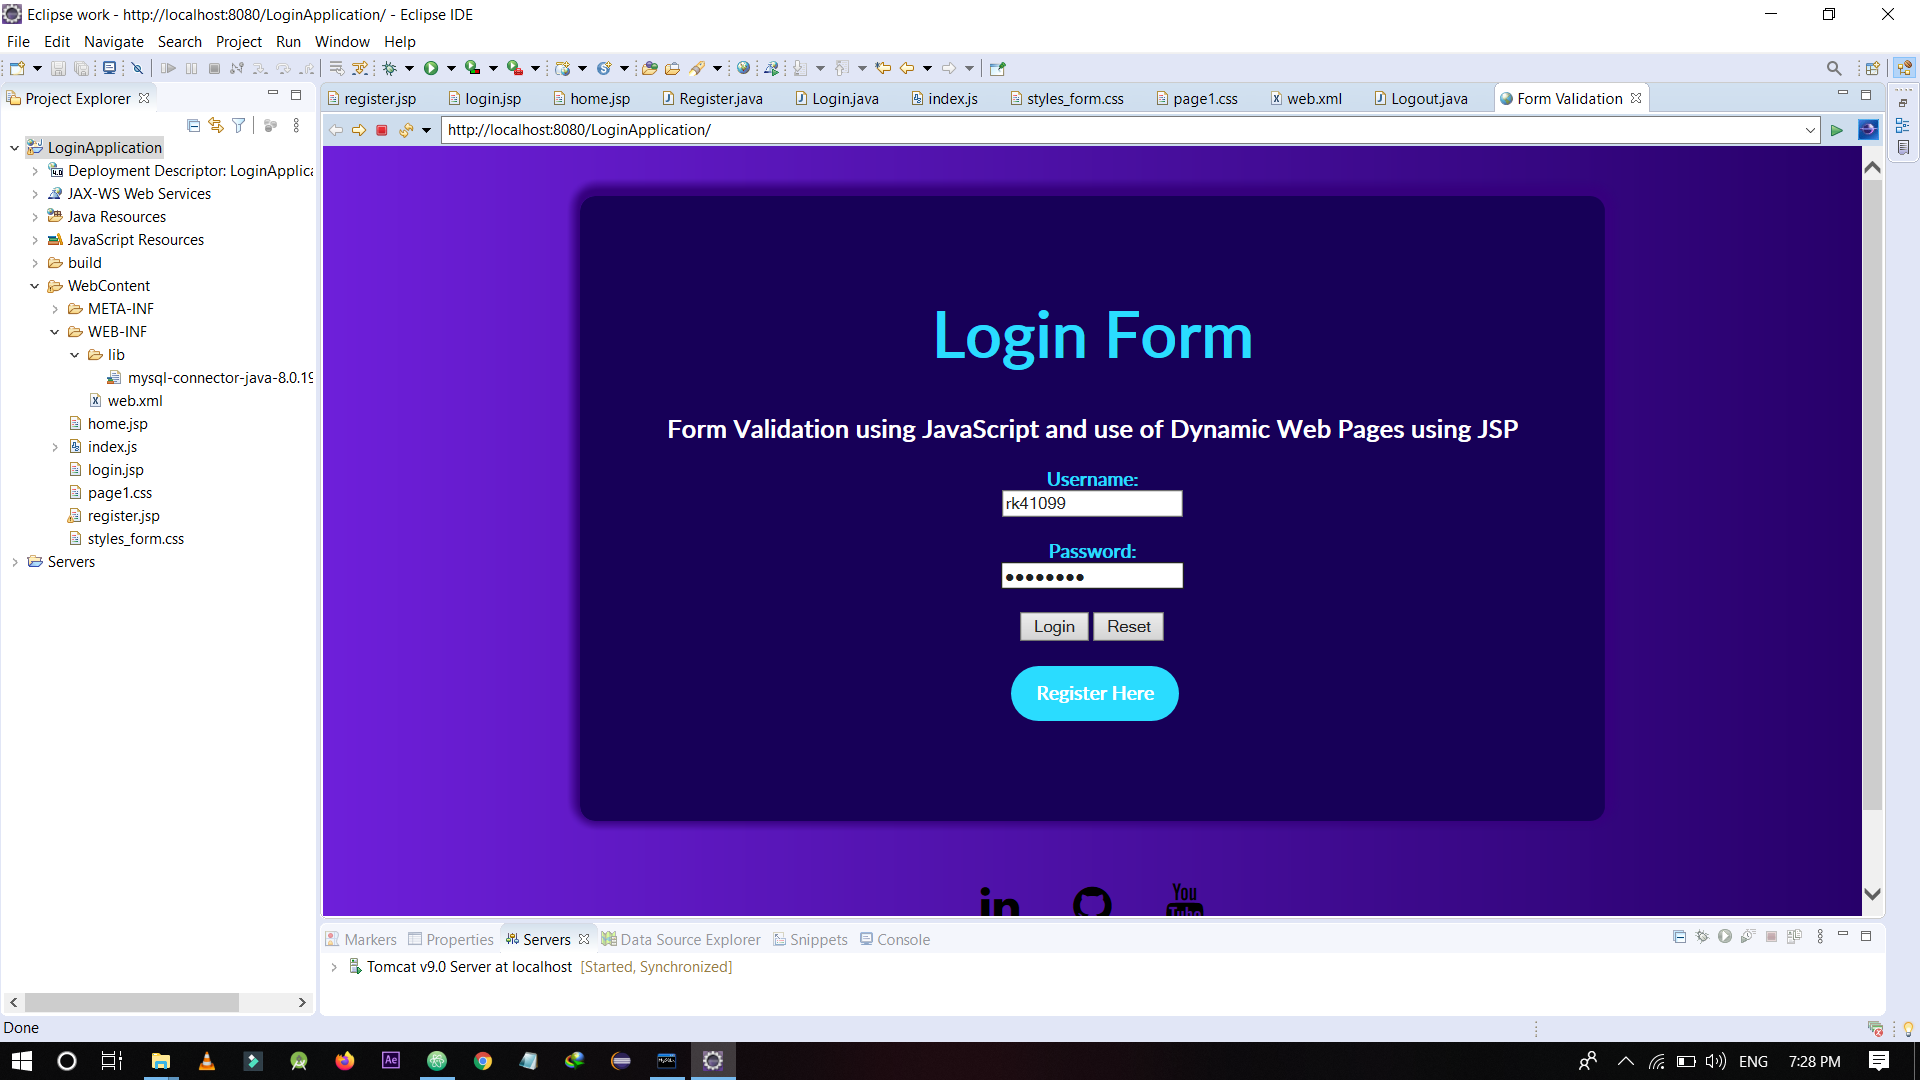 Eclipse work - http://localhost:8080/LoginApplication/ - Eclipse IDE
File Edit Navigate Search Project Run Window Help
Project Explorer
register.jsp login.jsp home.jsp Register.java Login.java index.js styles_form.css page1.css web.xml Logout.java Form Validation
http://localhost:8080/LoginApplication/
LoginApplication
Deployment Descriptor: LoginApplica
JAX-WS Web Services
Java Resources
JavaScript Resources
build
WebContent
META-INF
WEB-INF
lib
mysql-connector-java-8.0.19
web.xml
home.jsp
index.js
login.jsp
page1.css
register.jsp
styles_form.css
Servers
Login Form
Form Validation using JavaScript and use of Dynamic Web Pages using JSP
Username:
rk41099
Password:
Login Reset
Register Here
in
You
Tube
Markers Properties Servers Data Source Explorer Snippets Console
Tomcat v9.0 Server at localhost [Started, Synchronized]
Done
Ae
ENG 7:28 PM